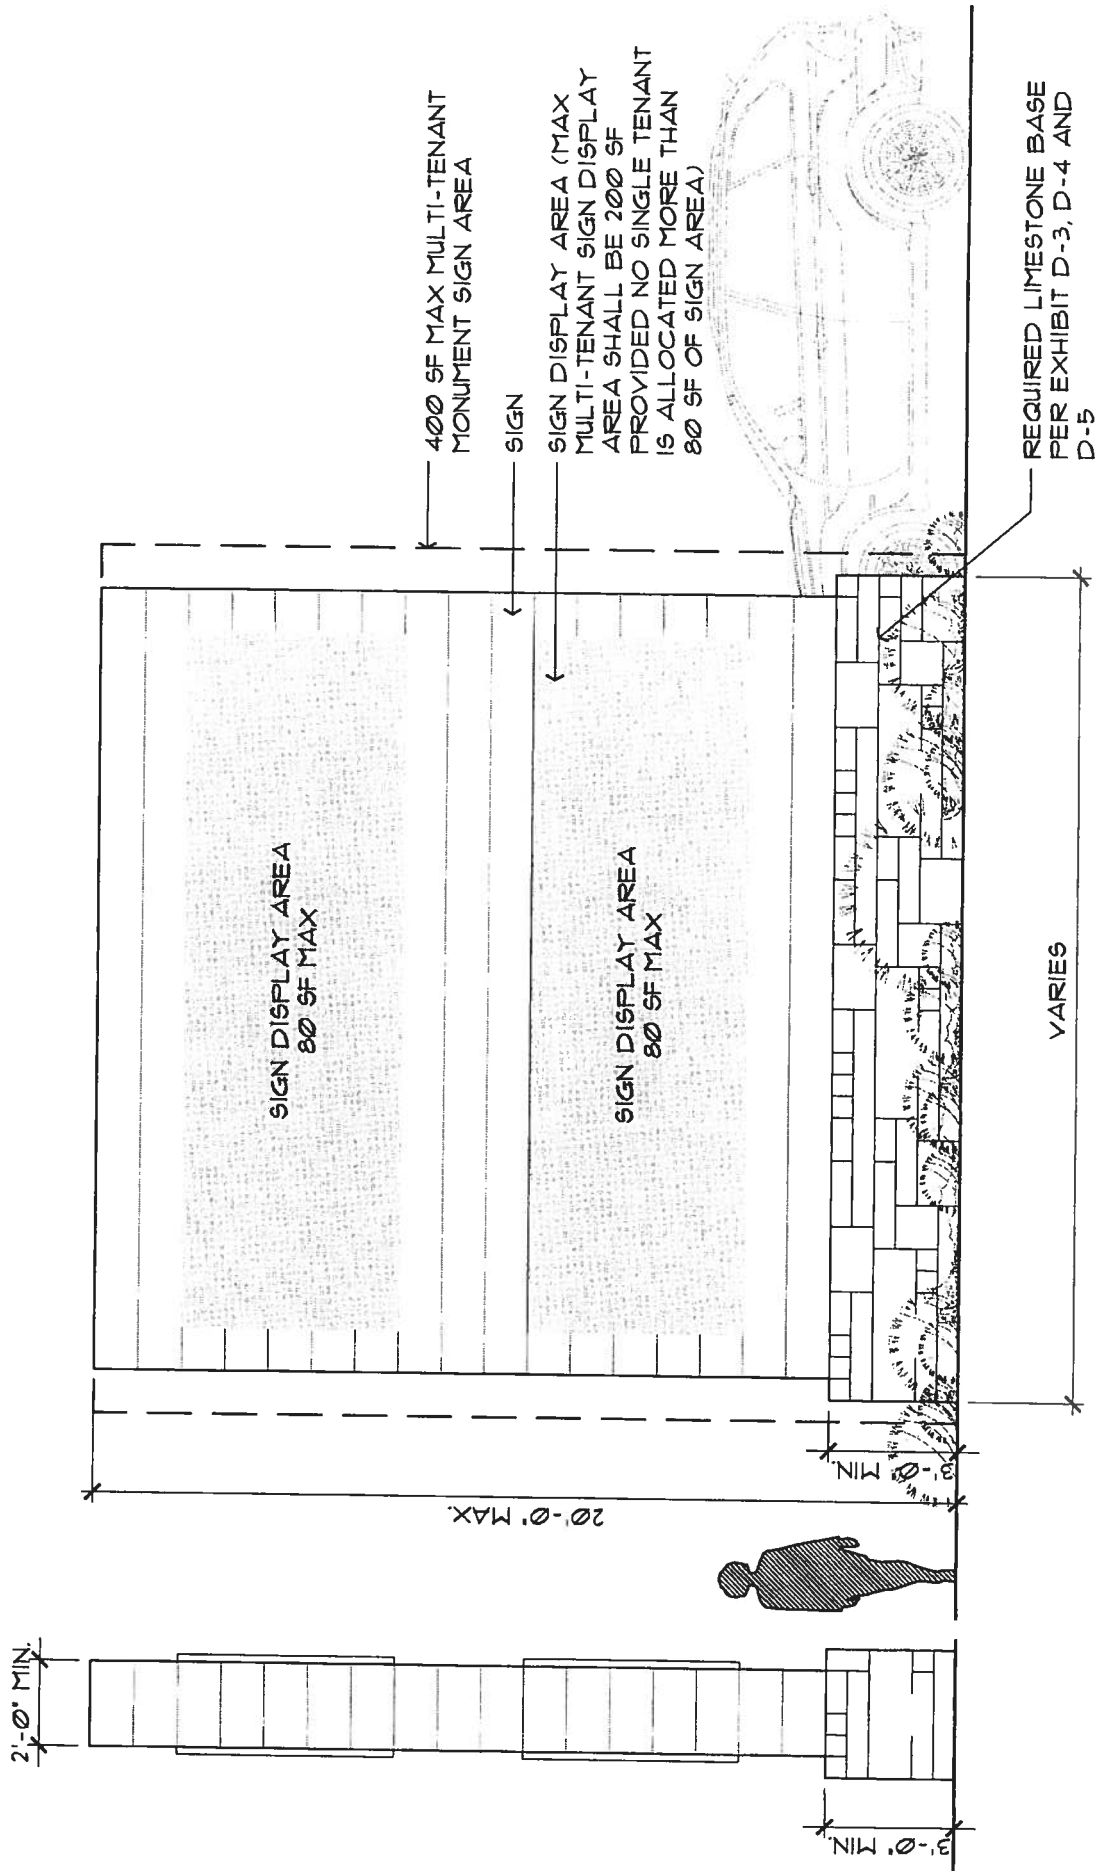 400 SF MAX MULTI-TENANT
MONUMENT SIGN AREA
SIGN
SIGN DISPLAY AREA (MAX
MULTI-TENANT SIGN DISPLAY
AREA SHALL BE 200 SF
PROVIDED NO SINGLE TENANT
IS ALLOCATED MORE THAN
80 SF OF SIGN AREA)
SIGN DISPLAY AREA
80 SF MAX
SIGN DISPLAY AREA
80 SF MAX
REQUIRED LIMESTONE BASE
PER EXHIBIT D-3, D-4 AND
D-5
VARIES
3'-0" MIN.
20'-0" MAX.
2'-0" MIN.
3'-0" MIN.